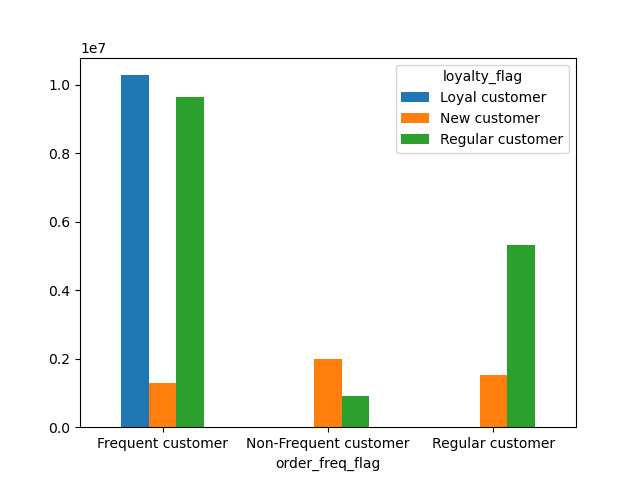 1e7
loyalty_flag
Loyal customer
New customer
Regular customer
1.0
0.8
0.6
0.4
0.2
0.0
Frequent customer Non-Frequent customer Regular customer
order_freq_flag